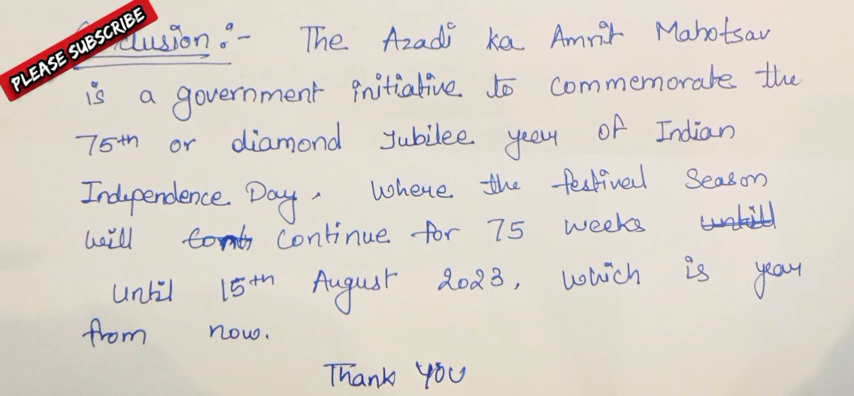 PLEASE SUBSCRIBE
clusion :- The Azadi ka Amrit Mahotsav
is a government initiative to commemorate the
75th or diamond Jubilee year of Indian
Independence Day, Where the festival Season
will continue for 75 weeks untill
until 15th August 2023, which is year
from now.
Thank YOU